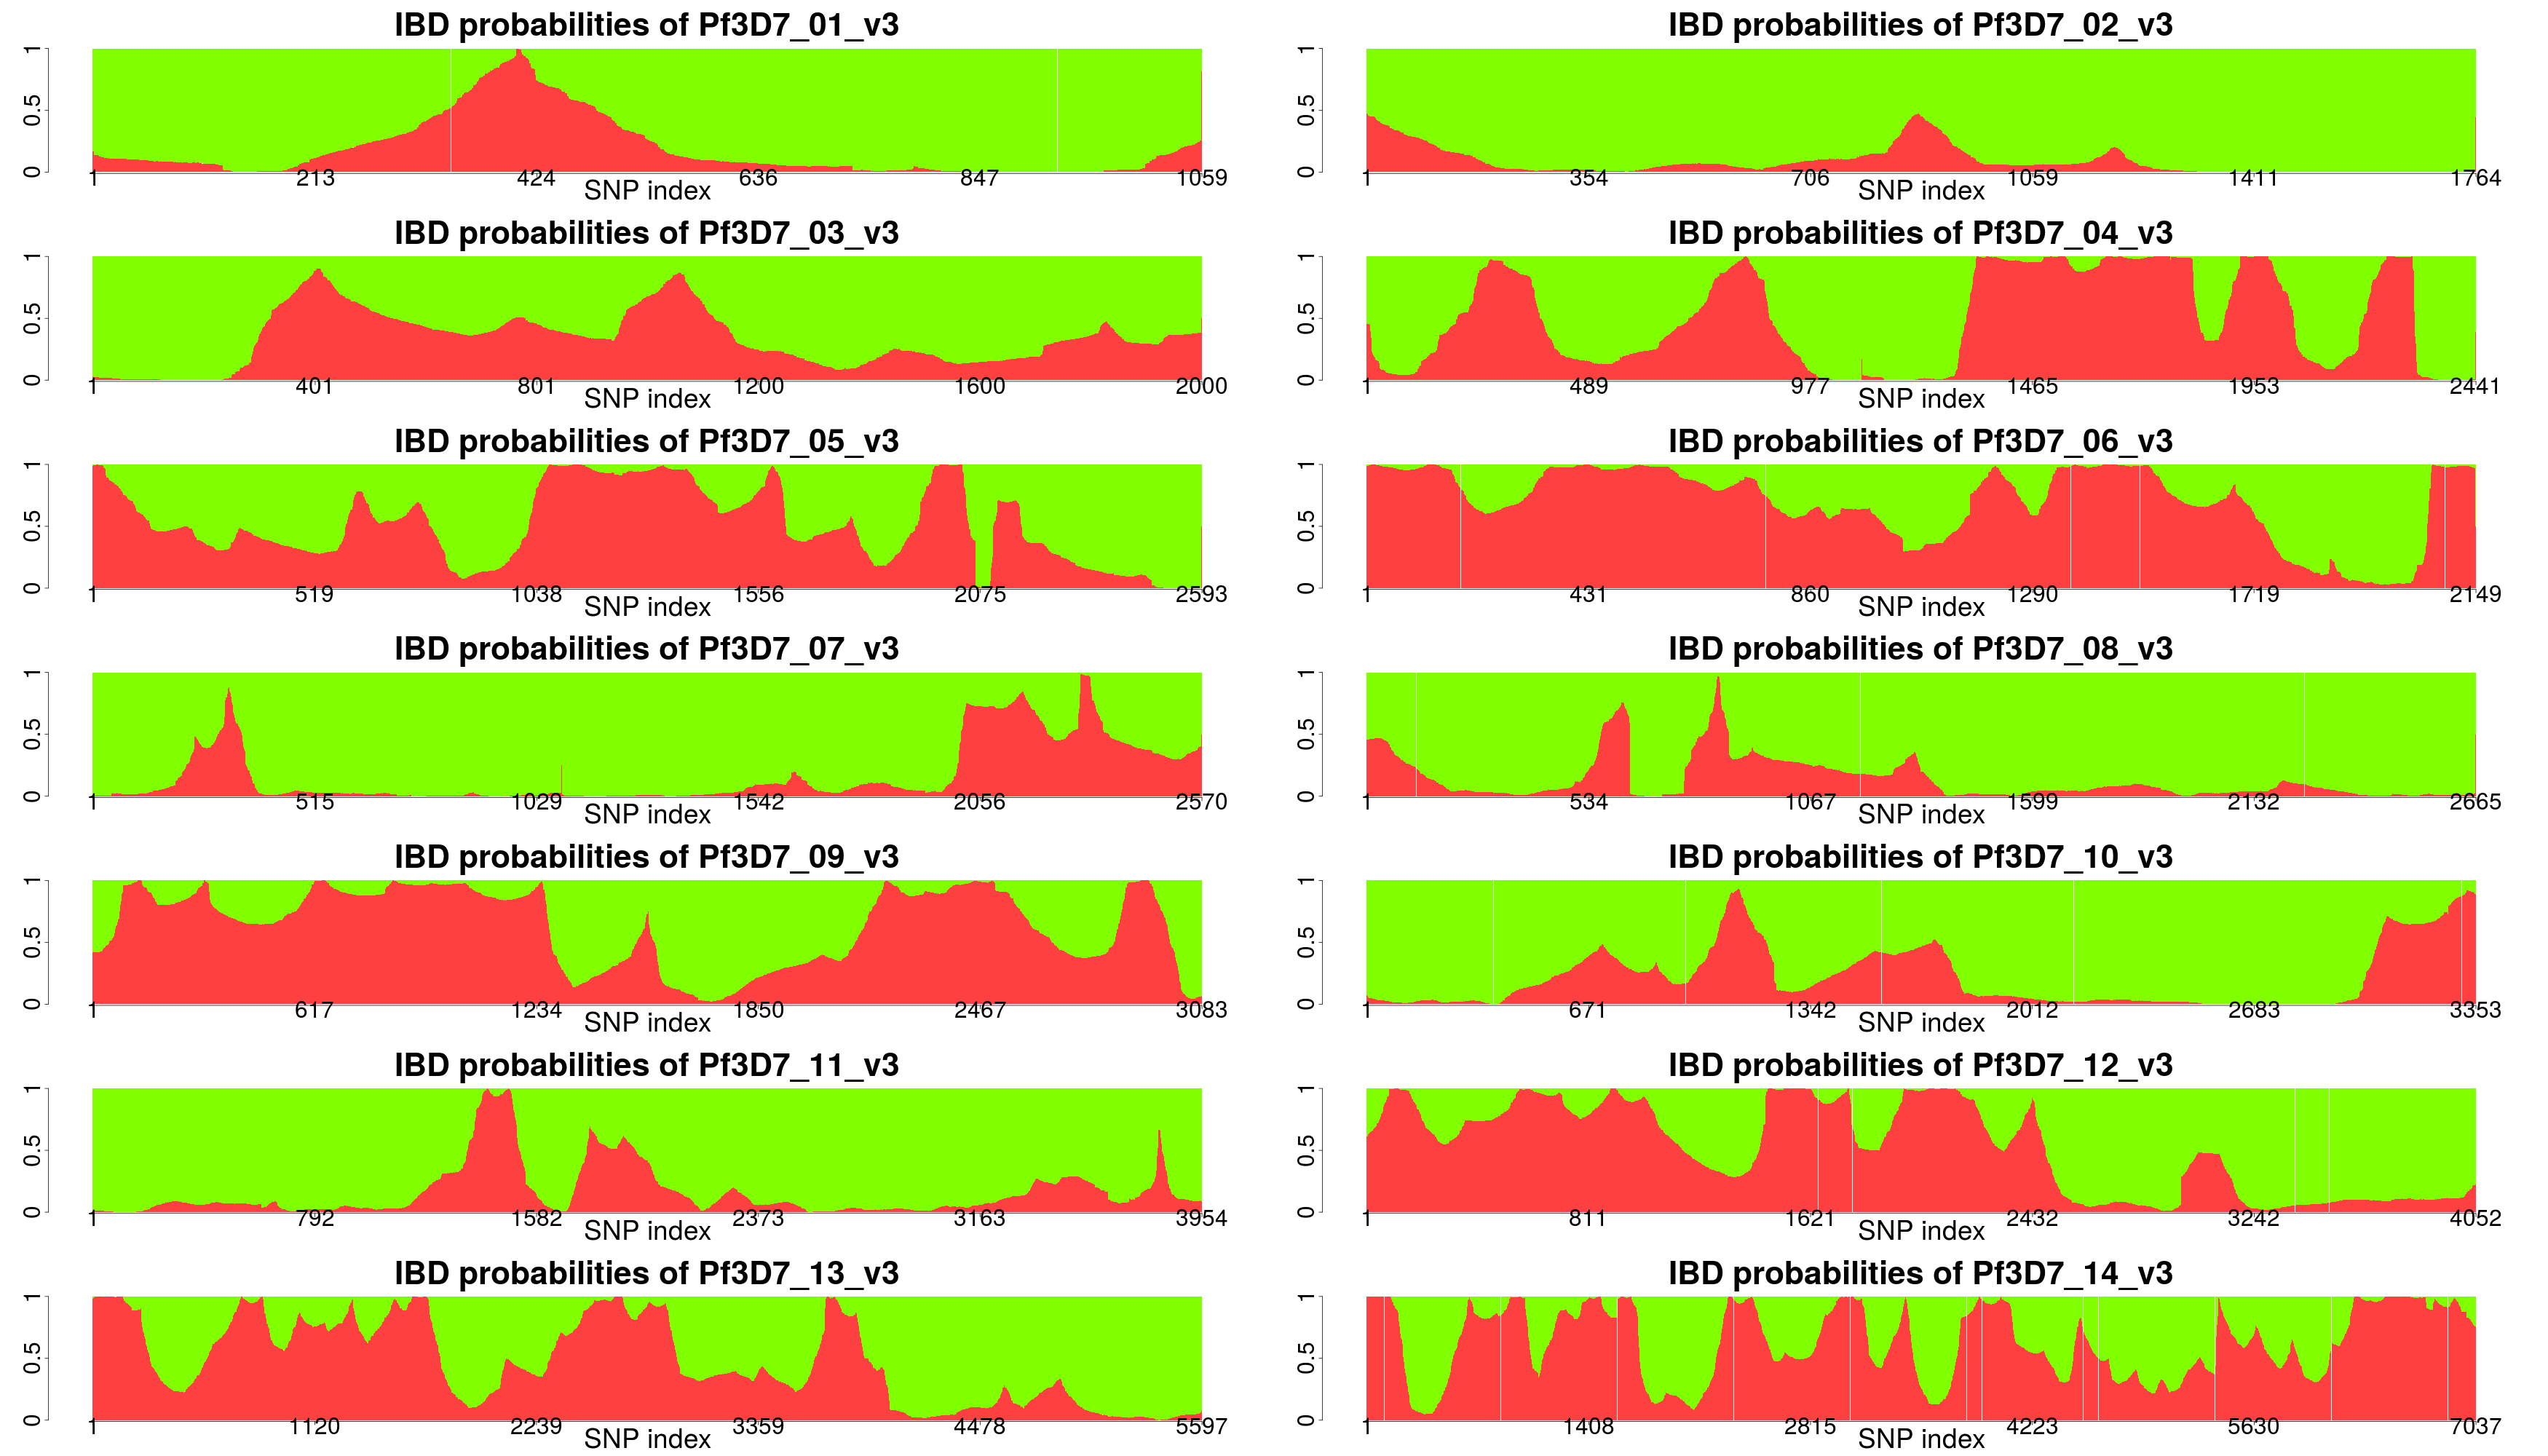 IBD probabilities of Pf3D7_01_v3
0 0.5 1
1 213 424 636 847 1059
SNP index
IBD probabilities of Pf3D7_02_v3
0 0.5 1
1 354 706 1059 1411 1764
SNP index
IBD probabilities of Pf3D7_03_v3
0 0.5 1
1 401 801 1200 1600 2000
SNP index
IBD probabilities of Pf3D7_04_v3
0 0.5 1
1 489 977 1465 1953 2441
SNP index
IBD probabilities of Pf3D7_05_v3
0 0.5 1
1 519 1038 1556 2075 2593
SNP index
IBD probabilities of Pf3D7_06_v3
0 0.5 1
1 431 860 1290 1719 2149
SNP index
IBD probabilities of Pf3D7_07_v3
0 0.5 1
1 515 1029 1542 2056 2570
SNP index
IBD probabilities of Pf3D7_08_v3
0 0.5 1
1 534 1067 1599 2132 2665
SNP index
IBD probabilities of Pf3D7_09_v3
0 0.5 1
1 617 1234 1850 2467 3083
SNP index
IBD probabilities of Pf3D7_10_v3
0 0.5 1
1 671 1342 2012 2683 3353
SNP index
IBD probabilities of Pf3D7_11_v3
0 0.5 1
1 792 1582 2373 3163 3954
SNP index
IBD probabilities of Pf3D7_12_v3
0 0.5 1
1 811 1621 2432 3242 4052
SNP index
IBD probabilities of Pf3D7_13_v3
0 0.5 1
1 1120 2239 3359 4478 5597
SNP index
IBD probabilities of Pf3D7_14_v3
0 0.5 1
1 1408 2815 4223 5630 7037
SNP index